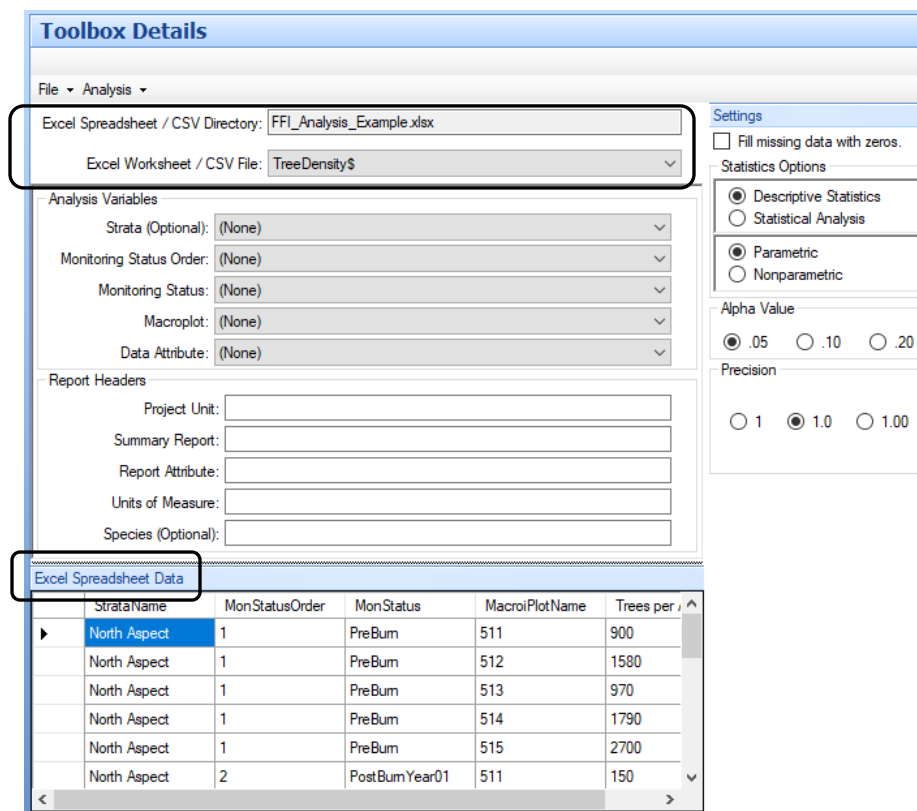 Toolbox Details
File Analysis
Excel Spreadsheet / CSV Directory: FFI_Analysis_Example.xlsx
Excel Worksheet / CSV File: TreeDensity$
Settings
Fill missing data with zeros.
Statistics Options
Descriptive Statistics
Statistical Analysis
Parametric
Nonparametric
Alpha Value
.05 .10 .20
Precision
1 1.0 1.00
Analysis Variables
Strata (Optional): (None)
Monitoring Status Order: (None)
Monitoring Status: (None)
Macroplot: (None)
Data Attribute: (None)
Report Headers
Project Unit:
Summary Report:
Report Attribute:
Units of Measure:
Species (Optional):
Excel Spreadsheet Data
StrataName MonStatusOrder MonStatus MacroiPlotName Trees per
North Aspect 1 PreBurn 511 900
North Aspect 1 PreBurn 512 1580
North Aspect 1 PreBurn 513 970
North Aspect 1 PreBurn 514 1790
North Aspect 1 PreBurn 515 2700
North Aspect 2 PostBurnYear01 511 150